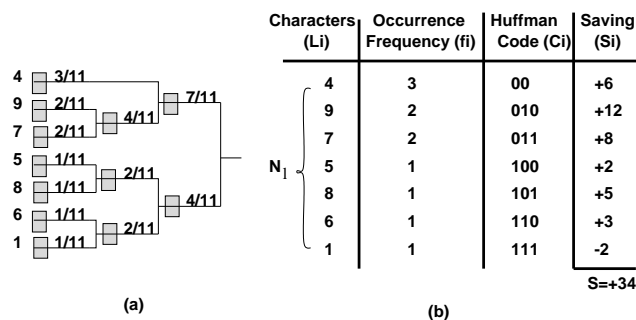 4 3/11
9 2/11
7 2/11
5 1/11
8 1/11
6 1/11
1 1/11
4/11
2/11
2/11
7/11
4/11
(a)
Characters (Li) Occurrence Frequency (fi) Huffman Code (Ci) Saving (Si)
4 3 00 +6
9 2 010 +12
7 2 011 +8
N1 5 1 100 +2
8 1 101 +5
6 1 110 +3
1 1 111 -2
S=+34
(b)